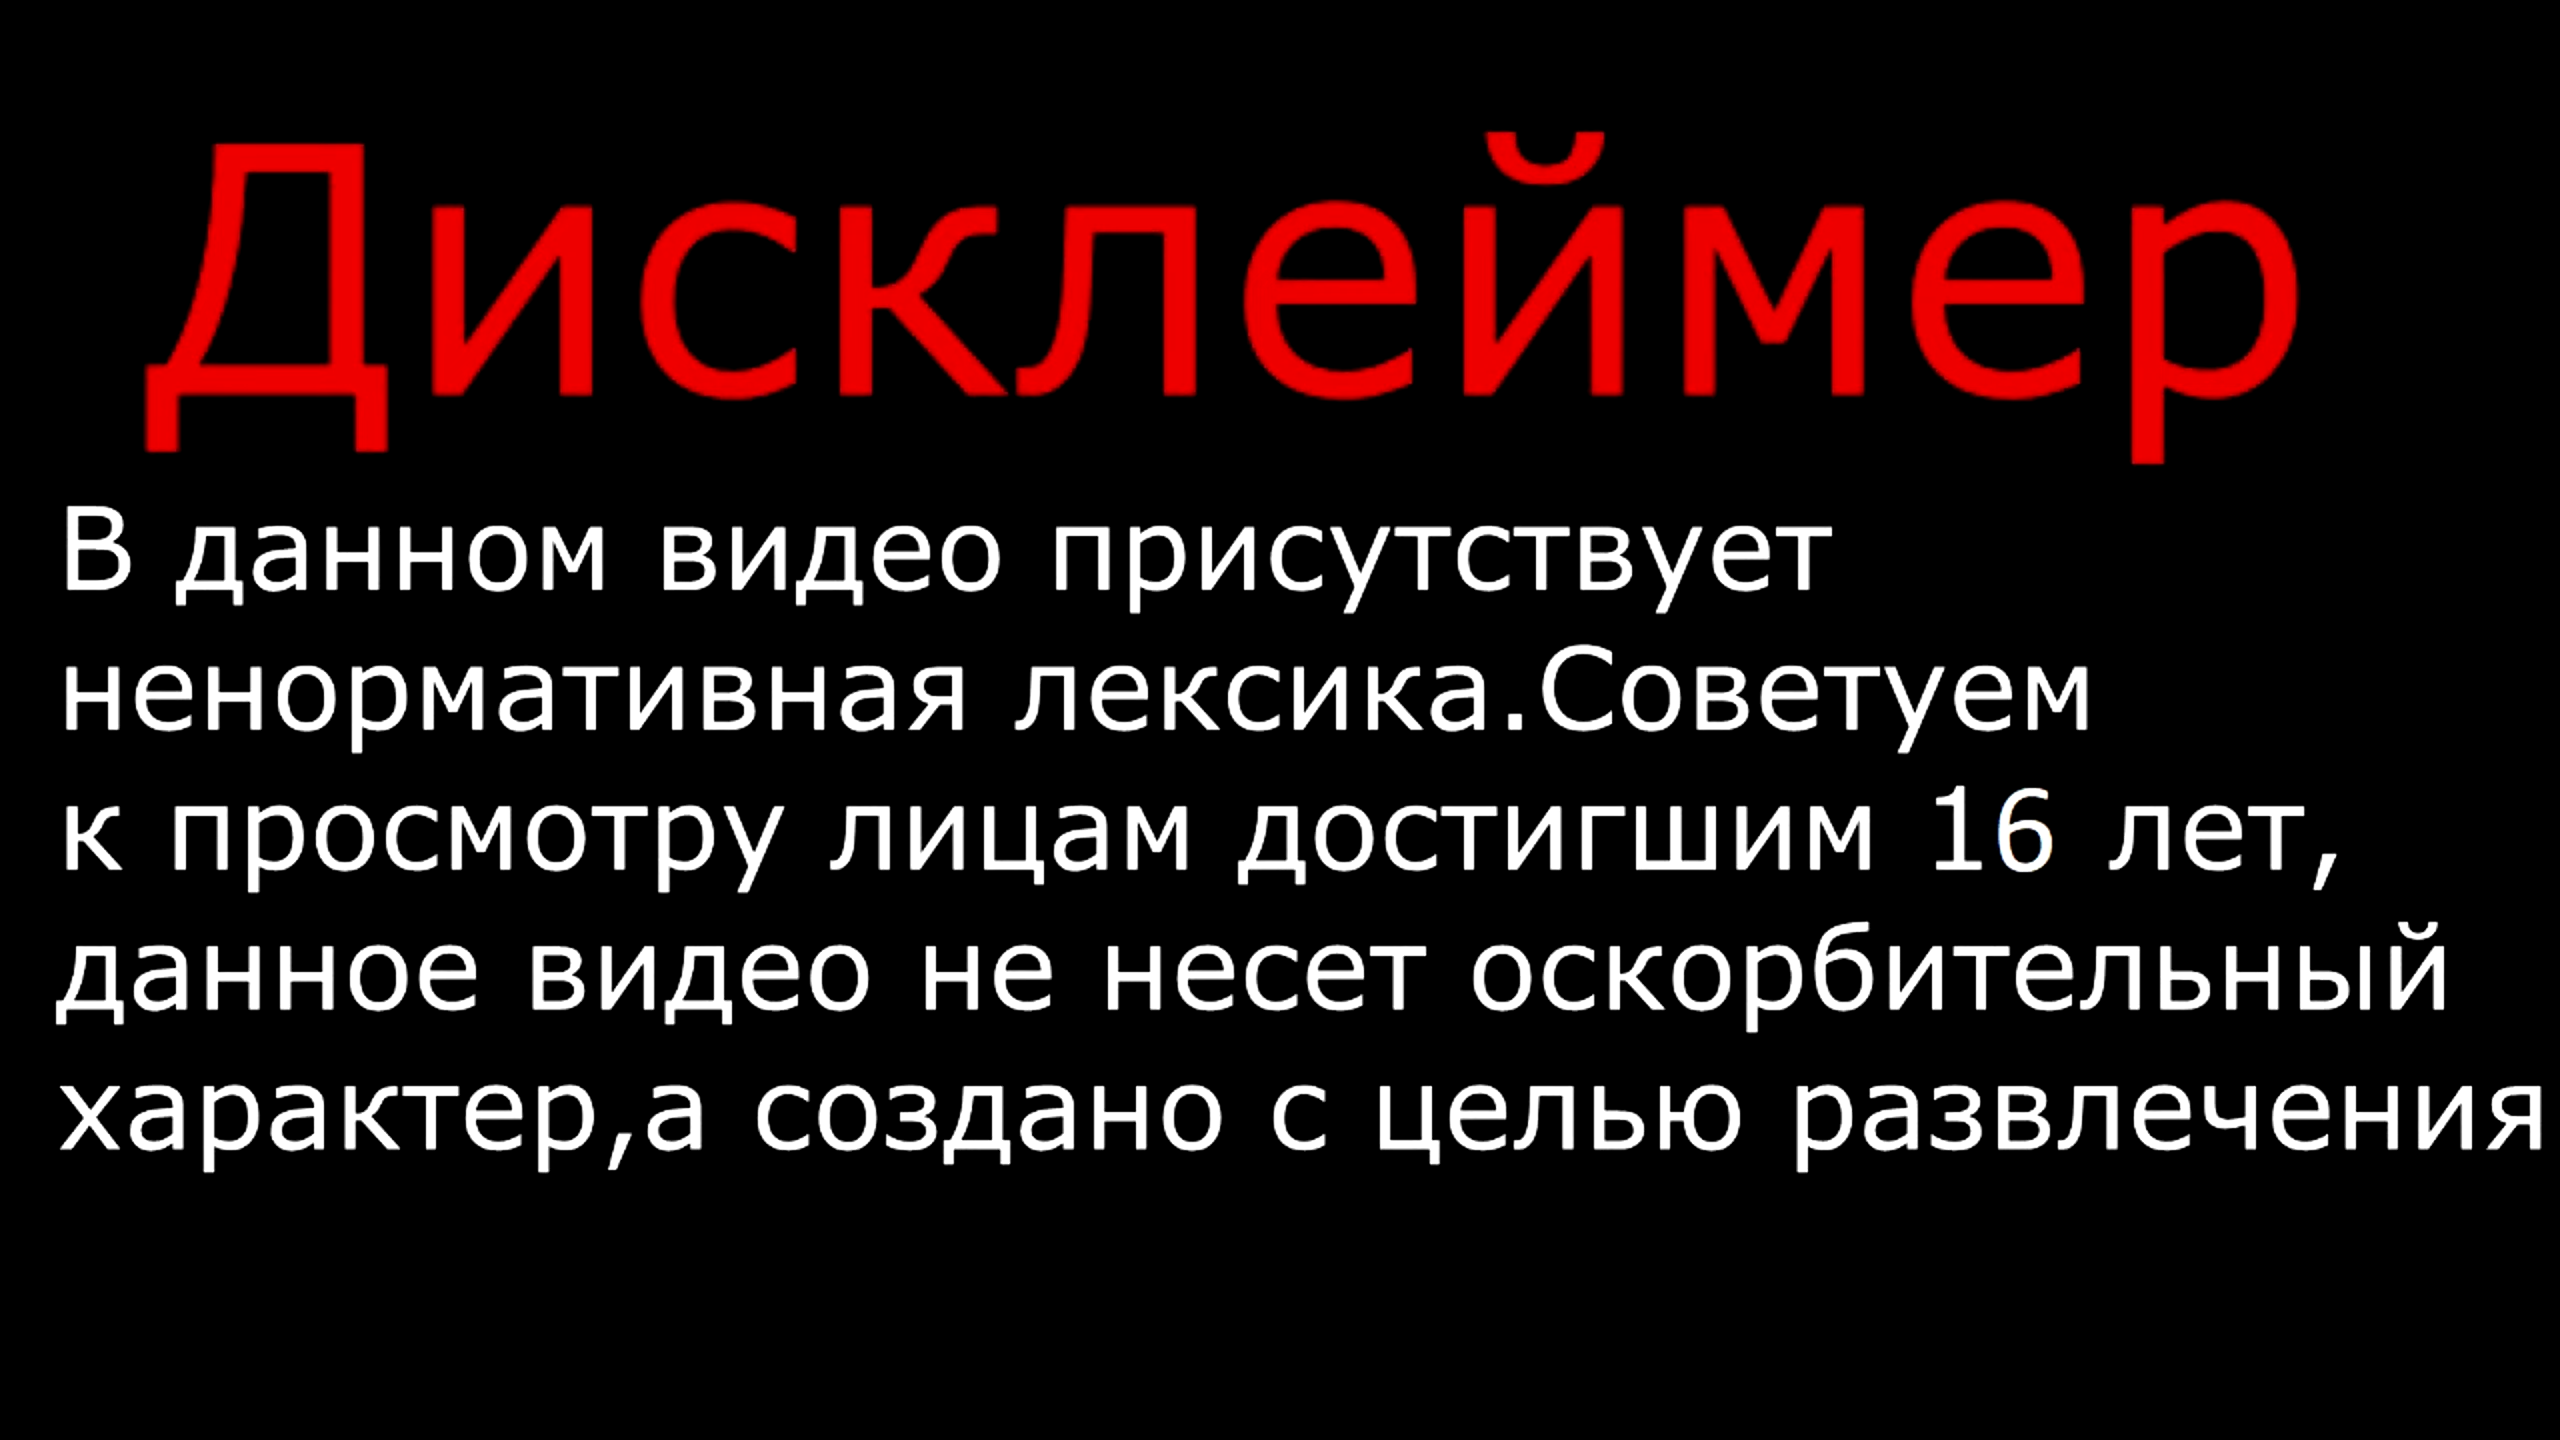 Дисклеймер
В данном видео присутствует
ненормативная лексика.Советуем
к просмотру лицам достигшим 16 лет,
данное видео не несет оскорбительный
характер,а создано с целью развлечения